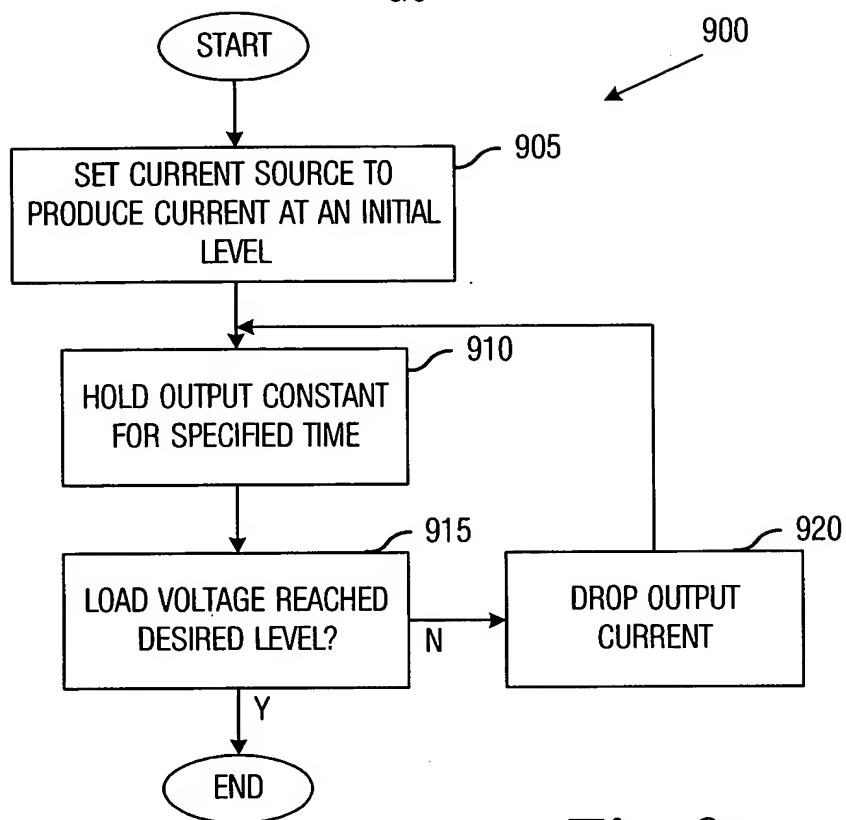 START
900
905
SET CURRENT SOURCE TO
PRODUCE CURRENT AT AN INITIAL
LEVEL
910
HOLD OUTPUT CONSTANT
FOR SPECIFIED TIME
915
LOAD VOLTAGE REACHED
DESIRED LEVEL?
N
920
DROP OUTPUT
CURRENT
Y
END